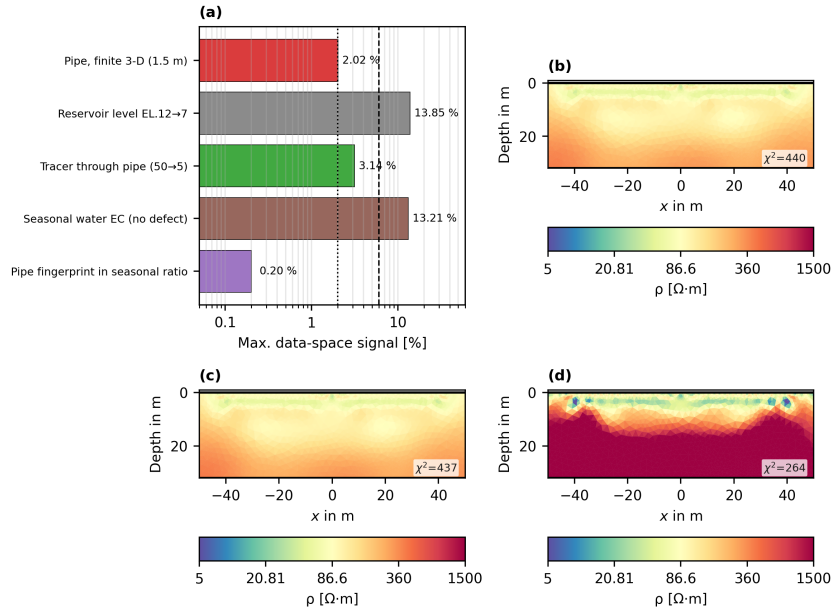 (a)
Pipe, finite 3-D (1.5 m)
2.02 %
Reservoir level EL.12→7
13.85 %
Tracer through pipe (50→5)
3.14 %
Seasonal water EC (no defect)
13.21 %
Pipe fingerprint in seasonal ratio
0.20 %
0.1 1 10
Max. data-space signal [%]
(b)
Depth in m
0
20
χ²=440
−40 −20 0 20 40
x in m
5 20.81 86.6 360 1500
ρ [Ω·m]
(c)
Depth in m
0
20
χ²=437
−40 −20 0 20 40
x in m
5 20.81 86.6 360 1500
ρ [Ω·m]
(d)
Depth in m
0
20
χ²=264
−40 −20 0 20 40
x in m
5 20.81 86.6 360 1500
ρ [Ω·m]